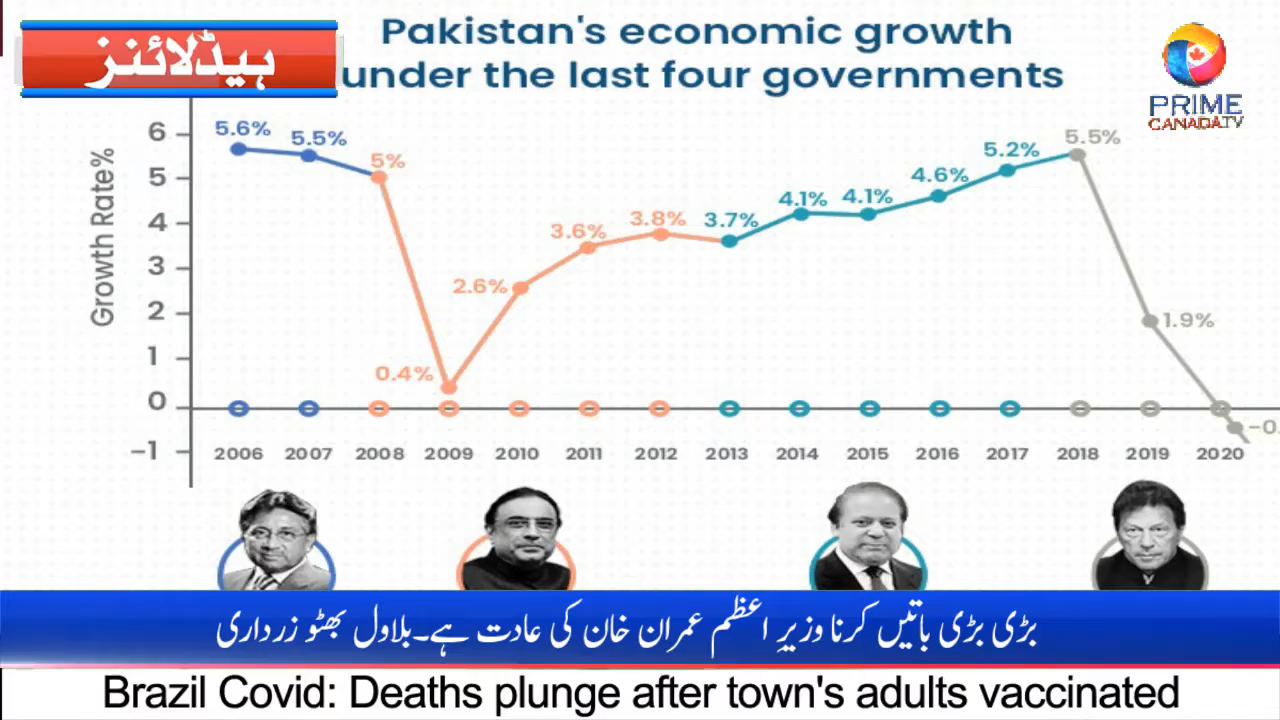 ہیڈلائنز
Pakistan's economic growth
under the last four governments
PRIME
CANADATV
Growth Rate%
6
5
4
3
2
1
0
−1
5.6%
5.5%
5%
0.4%
2.6%
3.6%
3.8%
3.7%
4.1%
4.1%
4.6%
5.2%
5.5%
1.9%
−0.
2006 2007 2008 2009 2010 2011 2012 2013 2014 2015 2016 2017 2018 2019 2020
بڑی بڑی باتیں کرنا وزیرِ اعظم عمران خان کی عادت ہے۔بلاول بھٹو زرداری
Brazil Covid: Deaths plunge after town's adults vaccinated